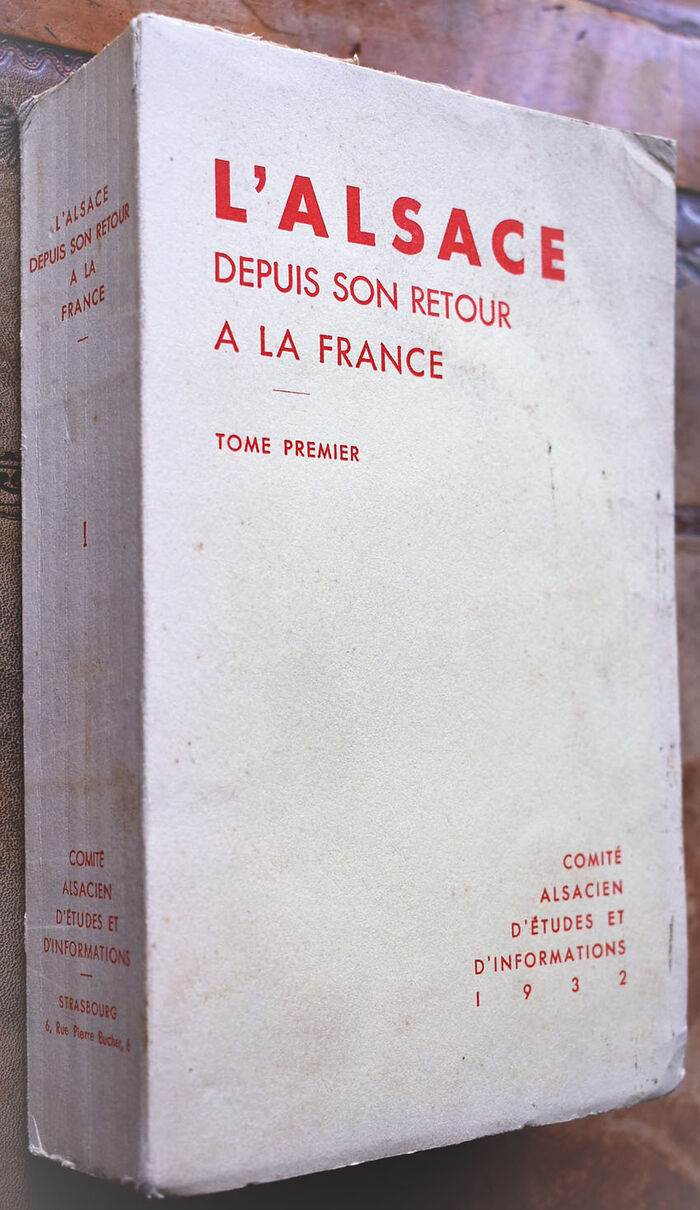 L'ALSACE
DEPUIS SON RETOUR
A LA
FRANCE
I
COMITÉ
ALSACIEN
D'ÉTUDES ET
D'INFORMATIONS
STRASBOURG
6, Rue Pierre Bucher, 6
L'ALSACE
DEPUIS SON RETOUR
A LA FRANCE
TOME PREMIER
COMITÉ
ALSACIEN
D'ÉTUDES ET
D'INFORMATIONS
1 9 3 2